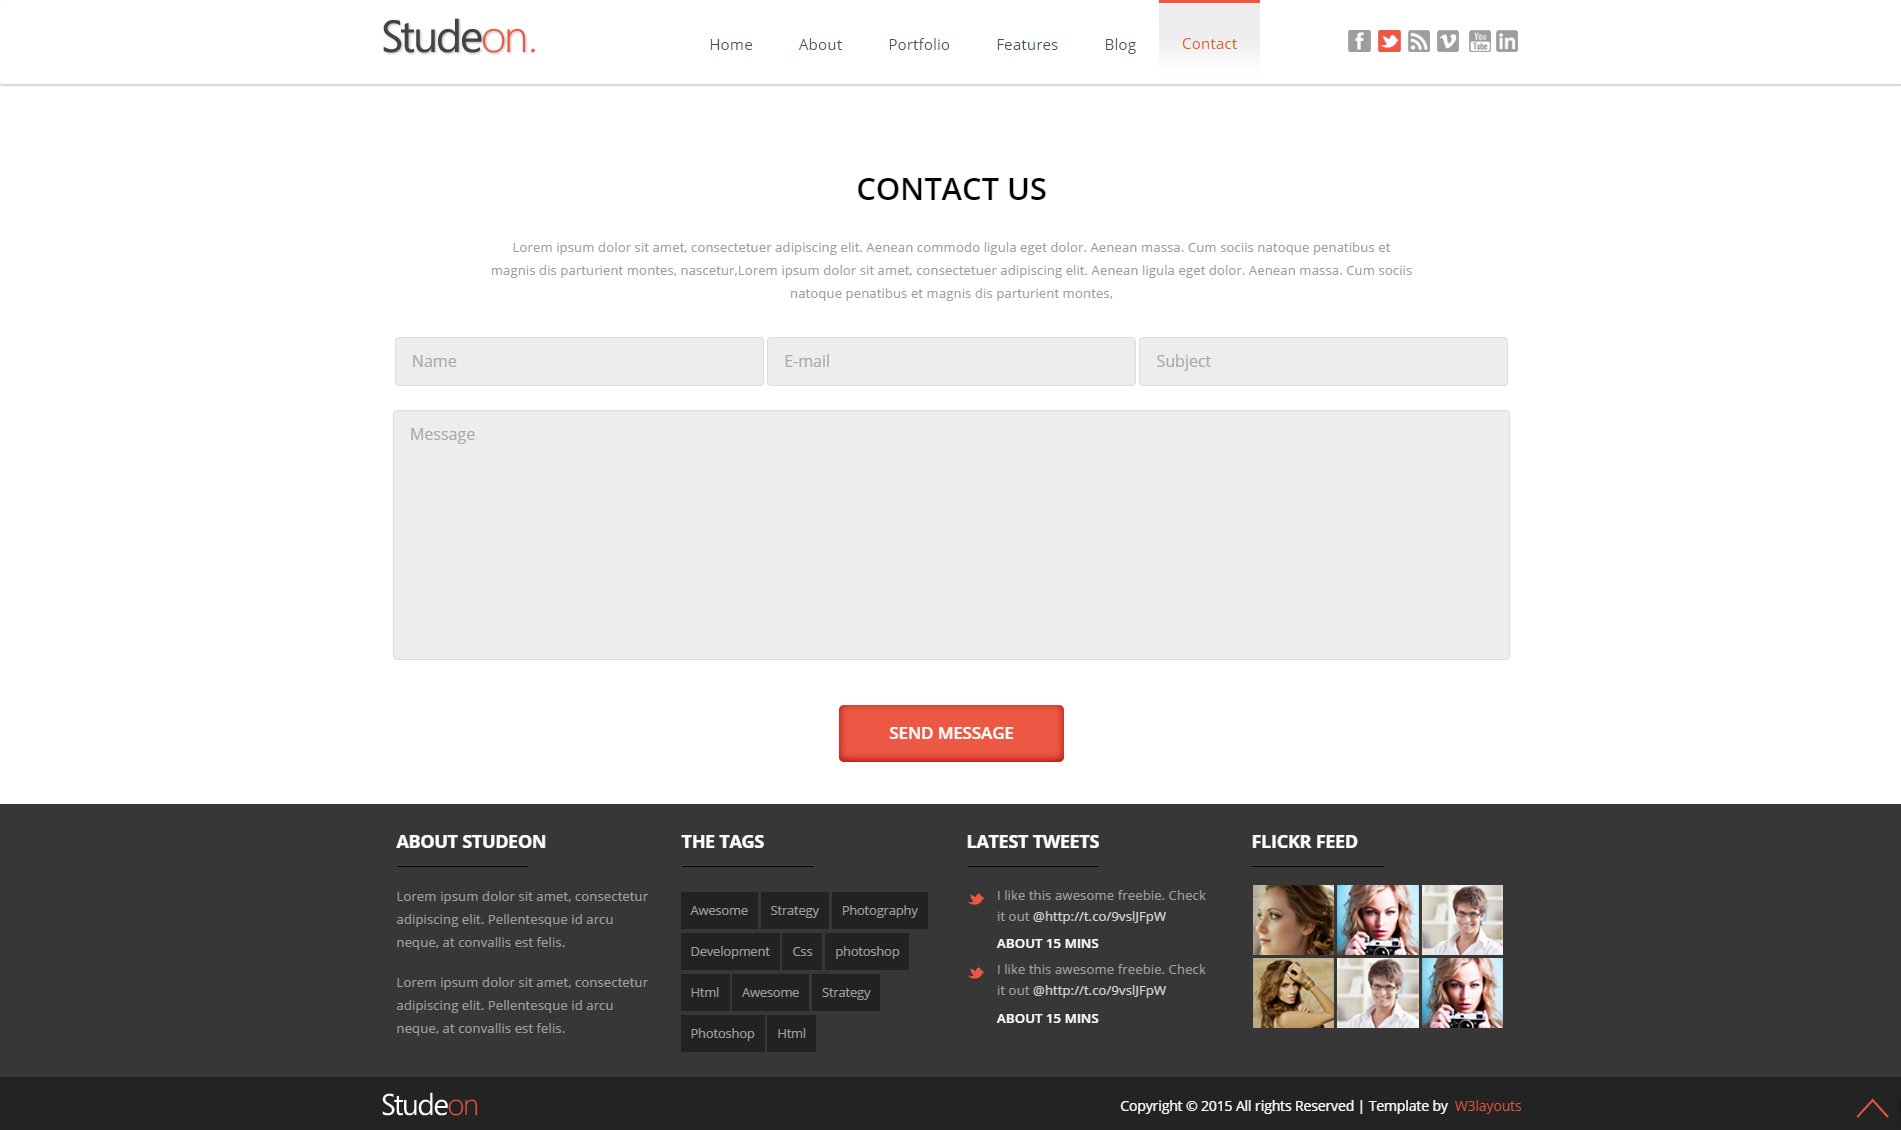 Studeon.
Home About Portfolio Features Blog Contact
You Tube in
CONTACT US
Lorem ipsum dolor sit amet, consectetuer adipiscing elit. Aenean commodo ligula eget dolor. Aenean massa. Cum sociis natoque penatibus et
magnis dis parturient montes, nascetur,Lorem ipsum dolor sit amet, consectetuer adipiscing elit. Aenean ligula eget dolor. Aenean massa. Cum sociis
natoque penatibus et magnis dis parturient montes,
Name E-mail Subject
Message
SEND MESSAGE
ABOUT STUDEON
Lorem ipsum dolor sit amet, consectetur
adipiscing elit. Pellentesque id arcu
neque, at convallis est felis.
Lorem ipsum dolor sit amet, consectetur
adipiscing elit. Pellentesque id arcu
neque, at convallis est felis.
THE TAGS
Awesome Strategy Photography
Development Css photoshop
Html Awesome Strategy
Photoshop Html
LATEST TWEETS
I like this awesome freebie. Check
it out @http://t.co/9vslJFpW
ABOUT 15 MINS
I like this awesome freebie. Check
it out @http://t.co/9vslJFpW
ABOUT 15 MINS
FLICKR FEED
Studeon
Copyright © 2015 All rights Reserved | Template by W3layouts